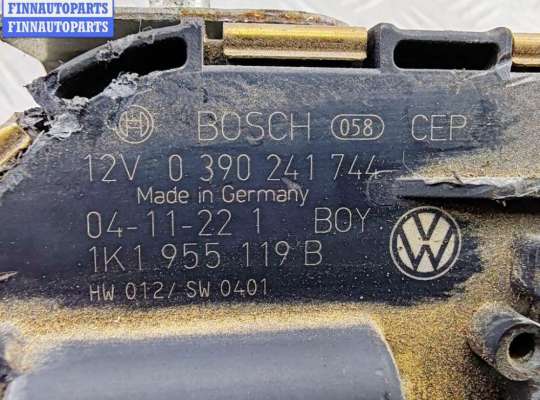 FINNAUTOPARTS
FINNAUTOPARTS
BOSCH 058 CEP
12V 0 390 241 744
Made in Germany
04-11-22 1 BOY
1K1 955 119 B
HW 012/ SW 0401